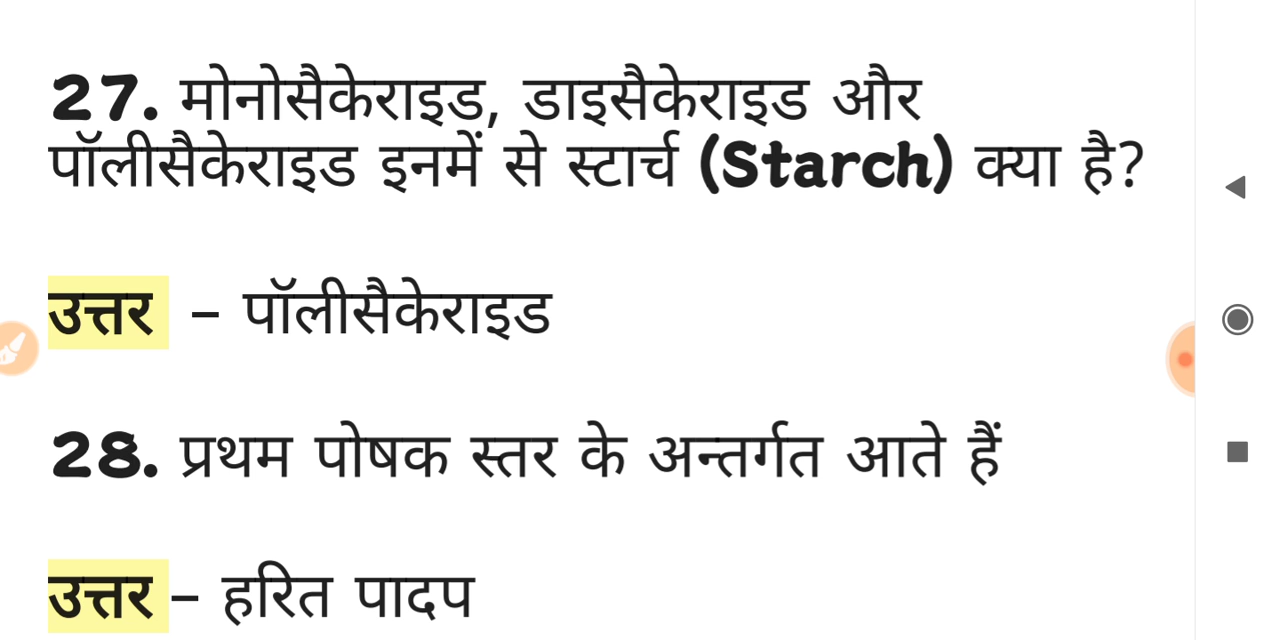 27. मोनोसैकेराइड, डाइसैकेराइड और
पॉलीसैकेराइड इनमें से स्टार्च (Starch) क्या है?
उत्तर – पॉलीसैकेराइड
28. प्रथम पोषक स्तर के अन्तर्गत आते हैं
उत्तर – हरित पादप